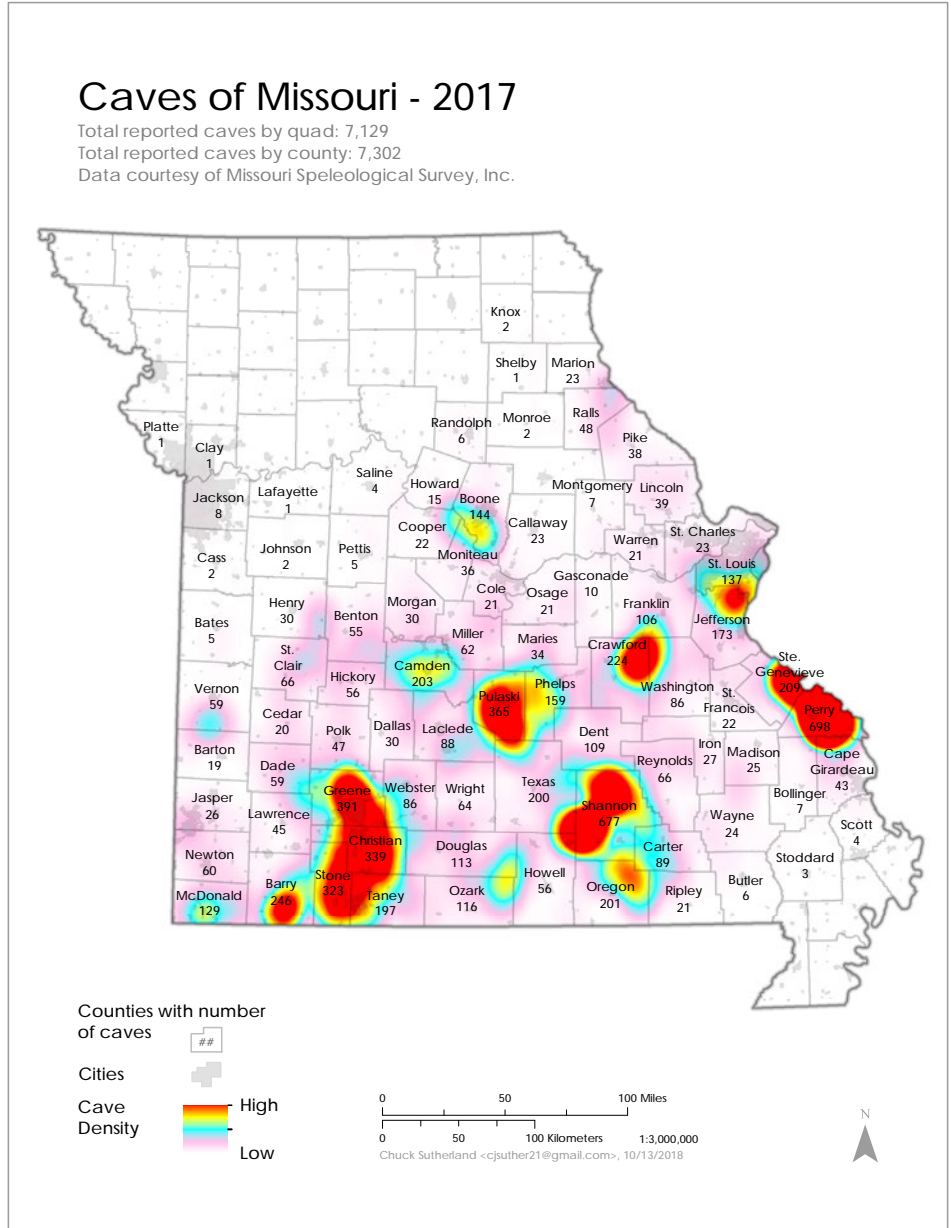 Caves of Missouri - 2017
Total reported caves by quad: 7,129
Total reported caves by county: 7,302
Data courtesy of Missouri Speleological Survey, Inc.
Knox
2
Shelby
1
Marion
23
Randolph
6
Monroe
2
Ralls
48
Pike
38
Platte
1
Clay
1
Jackson
8
Lafayette
1
Saline
4
Howard
15
Boone
144
Montgomery
7
Lincoln
39
Cooper
22
Callaway
23
Warren
21
St. Charles
23
Cass
2
Johnson
2
Pettis
5
Moniteau
36
Cole
21
Osage
21
Gasconade
10
St. Louis
137
Franklin
106
Jefferson
173
Bates
5
Henry
30
Benton
55
Morgan
30
Miller
62
Maries
34
Crawford
224
St.
Clair
66
Hickory
56
Camden
203
Pulaski
365
Phelps
159
Washington
86
St.
Francois
22
Ste.
Genevieve
209
Perry
698
Vernon
59
Cedar
20
Polk
47
Dallas
30
Laclede
88
Dent
109
Iron
27
Madison
25
Cape
Girardeau
43
Barton
19
Dade
59
Greene
391
Webster
86
Wright
64
Texas
200
Reynolds
66
Bollinger
7
Jasper
26
Lawrence
45
Christian
339
Douglas
113
Shannon
677
Wayne
24
Scott
4
Newton
60
Stone
323
Carter
89
Stoddard
3
McDonald
129
Barry
246
Taney
197
Ozark
116
Howell
56
Oregon
201
Ripley
21
Butler
6
Counties with number
of caves
##
Cities
Cave
Density
High
Low
0 50 100 Miles
0 50 100 Kilometers
1:3,000,000
Chuck Sutherland <cjsuther21@gmail.com>, 10/13/2018
N